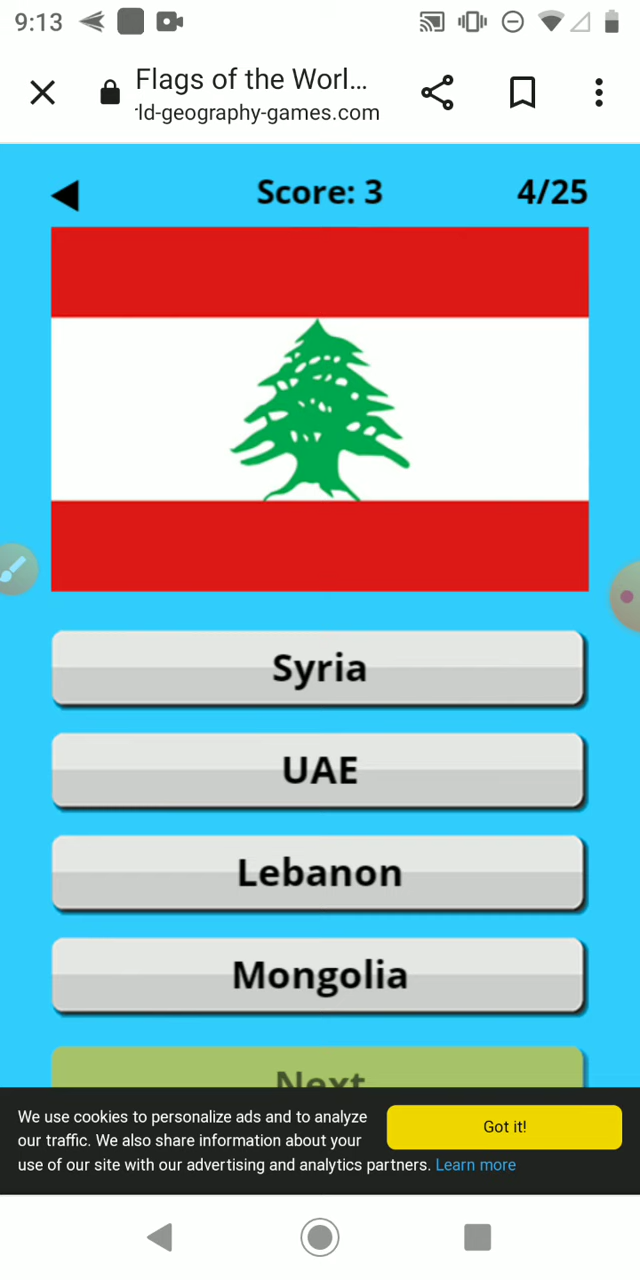 9:13
Flags of the Worl...
rld-geography-games.com
Score: 3
4/25
Syria
UAE
Lebanon
Mongolia
Next
We use cookies to personalize ads and to analyze
our traffic. We also share information about your
use of our site with our advertising and analytics partners. Learn more
Got it!